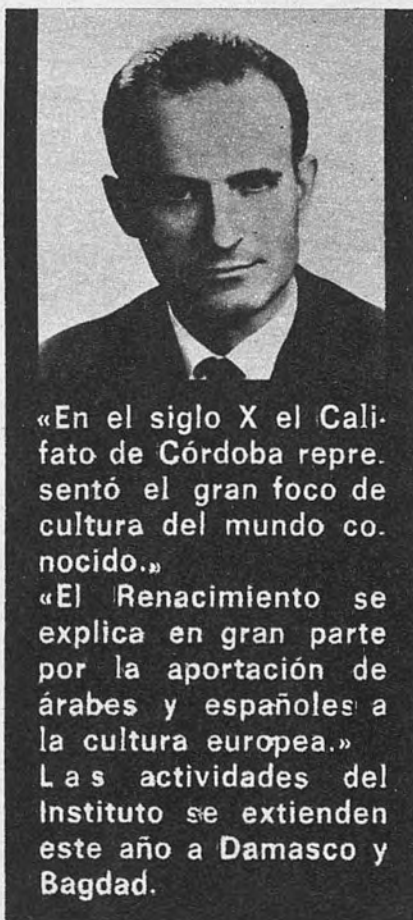 «En el siglo X el Cali-
fato de Córdoba repre-
sentó el gran foco de
cultura del mundo co-
nocido.»
«El Renacimiento se
explica en gran parte
por la aportación de
árabes y españoles a
la cultura europea.»
Las actividades del
Instituto se extienden
este año a Damasco y
Bagdad.